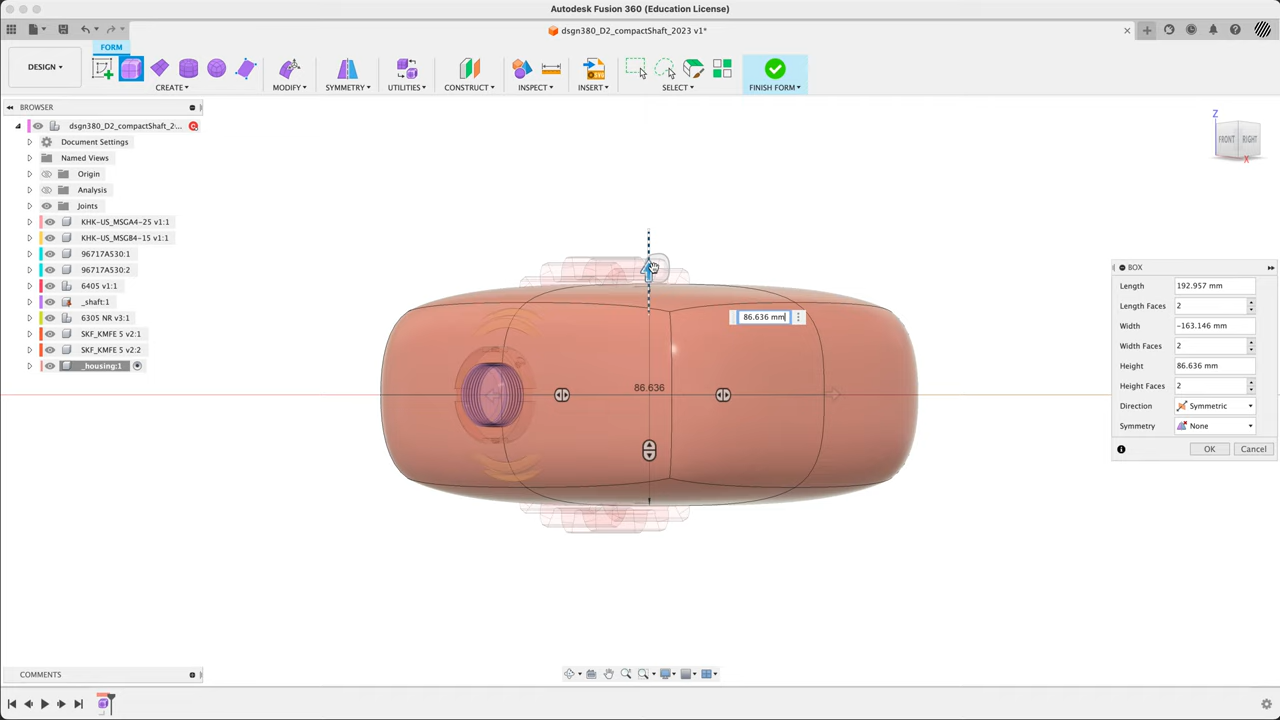 Autodesk Fusion 360 (Education License)
dsgn380_D2_compactShaft_2023 v1*
FORM
DESIGN
CREATE
MODIFY
SYMMETRY
UTILITIES
CONSTRUCT
INSPECT
INSERT
SELECT
FINISH FORM
BROWSER
dsgn380_D2_compactShaft_2...
Document Settings
Named Views
Origin
Analysis
Joints
KHK-US_MSGA4-25 v1:1
KHK-US_MSGB4-15 v1:1
96717A530:1
96717A530:2
6405 v1:1
_shaft:1
6305 NR v3:1
SKF_KMFE 5 v2:1
SKF_KMFE 5 v2:2
_housing:1
Z
FRONT
RIGHT
X
86.636 mm
86.636
BOX
Length 192.957 mm
Length Faces 2
Width -163.146 mm
Width Faces 2
Height 86.636 mm
Height Faces 2
Direction Symmetric
Symmetry None
OK Cancel
COMMENTS